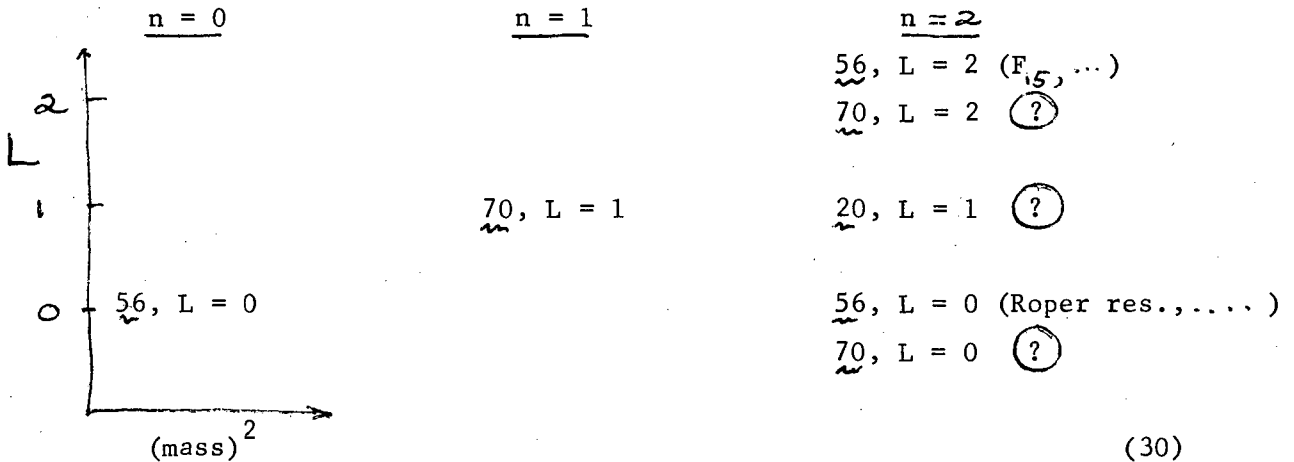 n = 0 n = 1 n = 2
56, L = 2 (F15, ...)
2 70, L = 2 ?
L
1 70, L = 1 20, L = 1 ?
0 56, L = 0 56, L = 0 (Roper res.,.... )
70, L = 0 ?
(mass)2 (30)